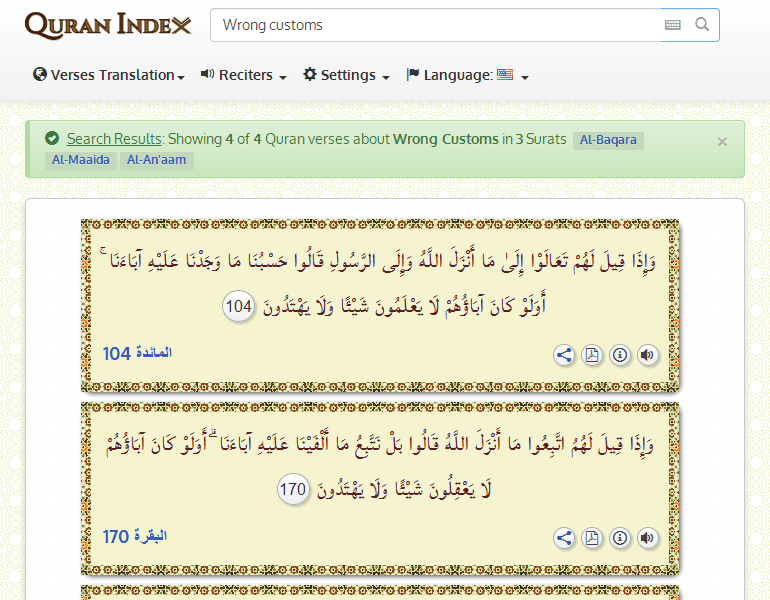 QURAN INDEX
Wrong customs
Verses Translation
Reciters
Settings
Language:
Search Results: Showing 4 of 4 Quran verses about Wrong Customs in 3 Surats Al-Baqara
Al-Maaida Al-An'aam
×
وَإِذَا قِيلَ لَهُمْ تَعَالَوْا إِلَىٰ مَا أَنْزَلَ اللَّهُ وَإِلَى الرَّسُولِ قَالُوا حَسْبُنَا مَا وَجَدْنَا عَلَيْهِ آبَاءَنَا ۚ
أَوَلَوْ كَانَ آبَاؤُهُمْ لَا يَعْلَمُونَ شَيْئًا وَلَا يَهْتَدُونَ 104
المائدة 104
وَإِذَا قِيلَ لَهُمُ اتَّبِعُوا مَا أَنْزَلَ اللَّهُ قَالُوا بَلْ نَتَّبِعُ مَا أَلْفَيْنَا عَلَيْهِ آبَاءَنَا ۗ أَوَلَوْ كَانَ آبَاؤُهُمْ
لَا يَعْقِلُونَ شَيْئًا وَلَا يَهْتَدُونَ 170
البقرة 170